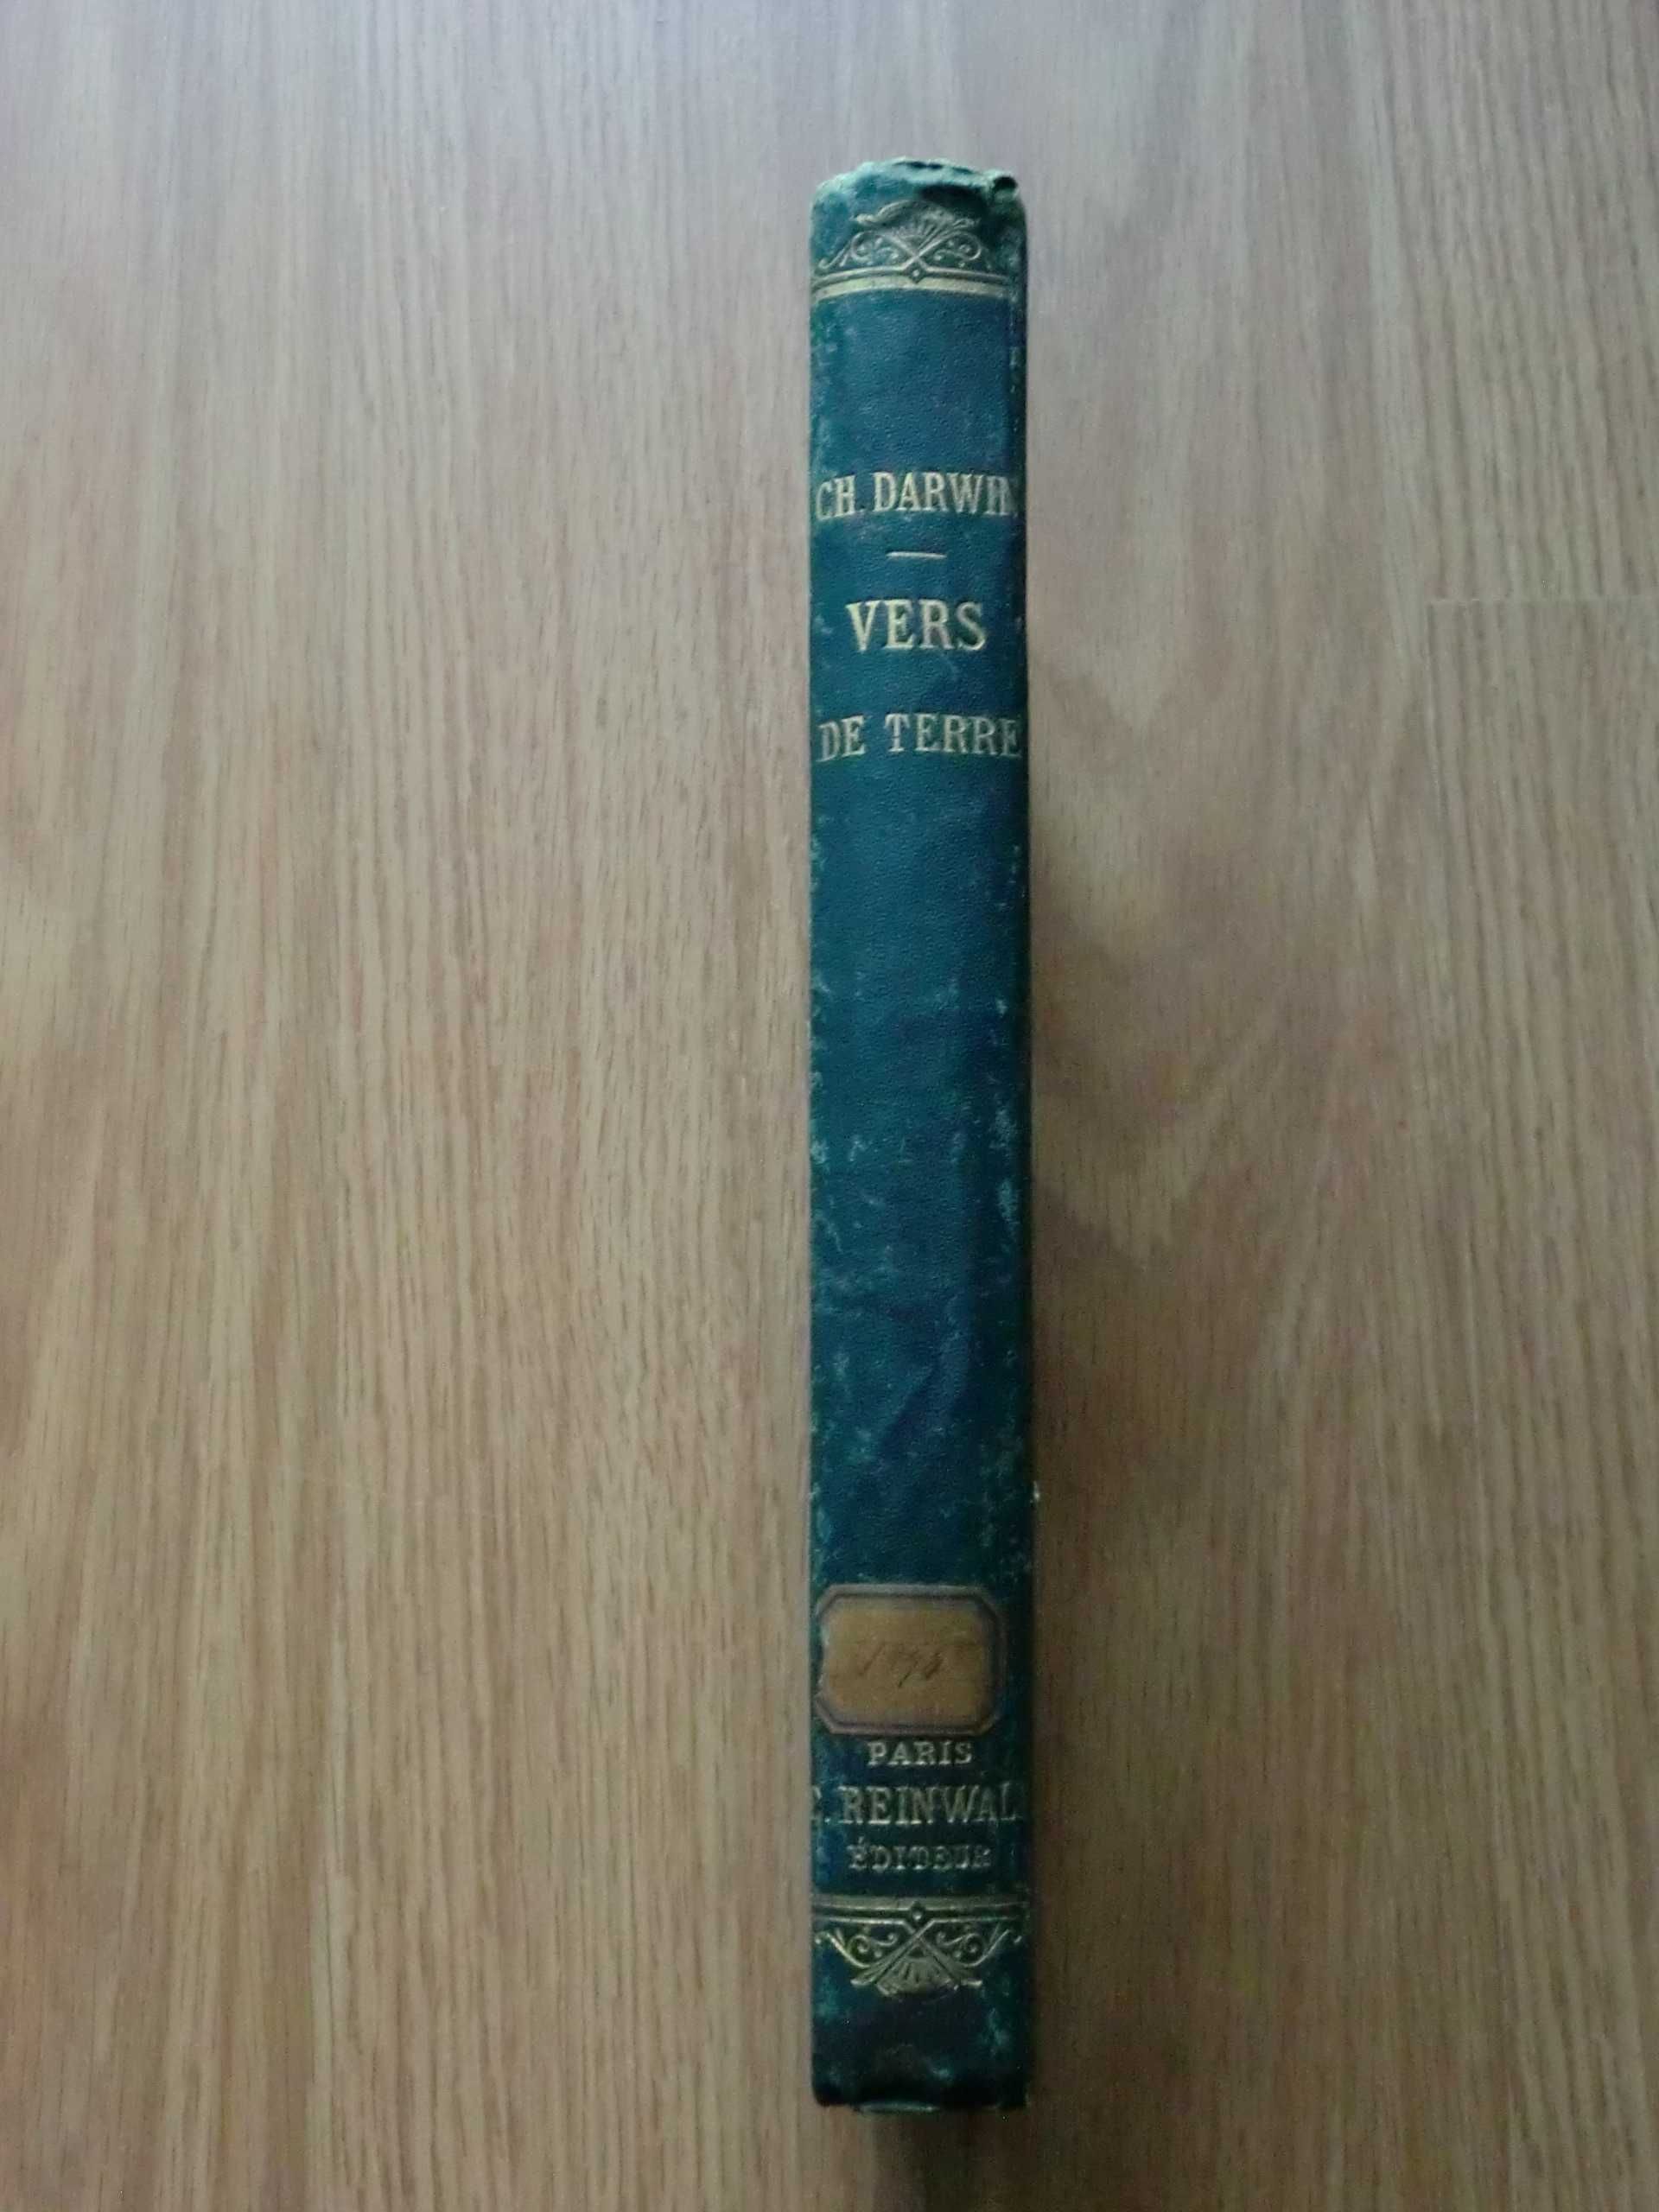 CH. DARWIN
VERS
DE TERRE
PARIS
C. REINWAL
ÉDITEUR